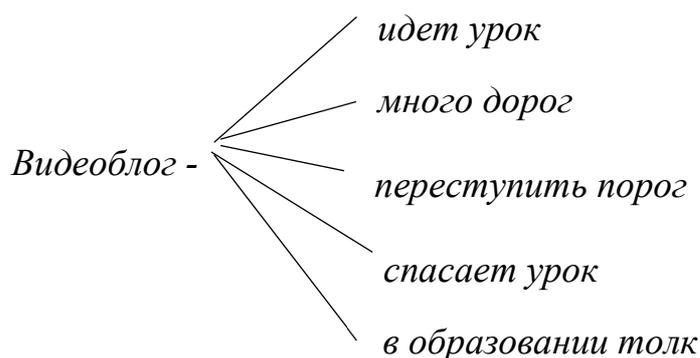 идет урок
много дорог
Видеоблог -
переступить порог
спасает урок
в образовании толк